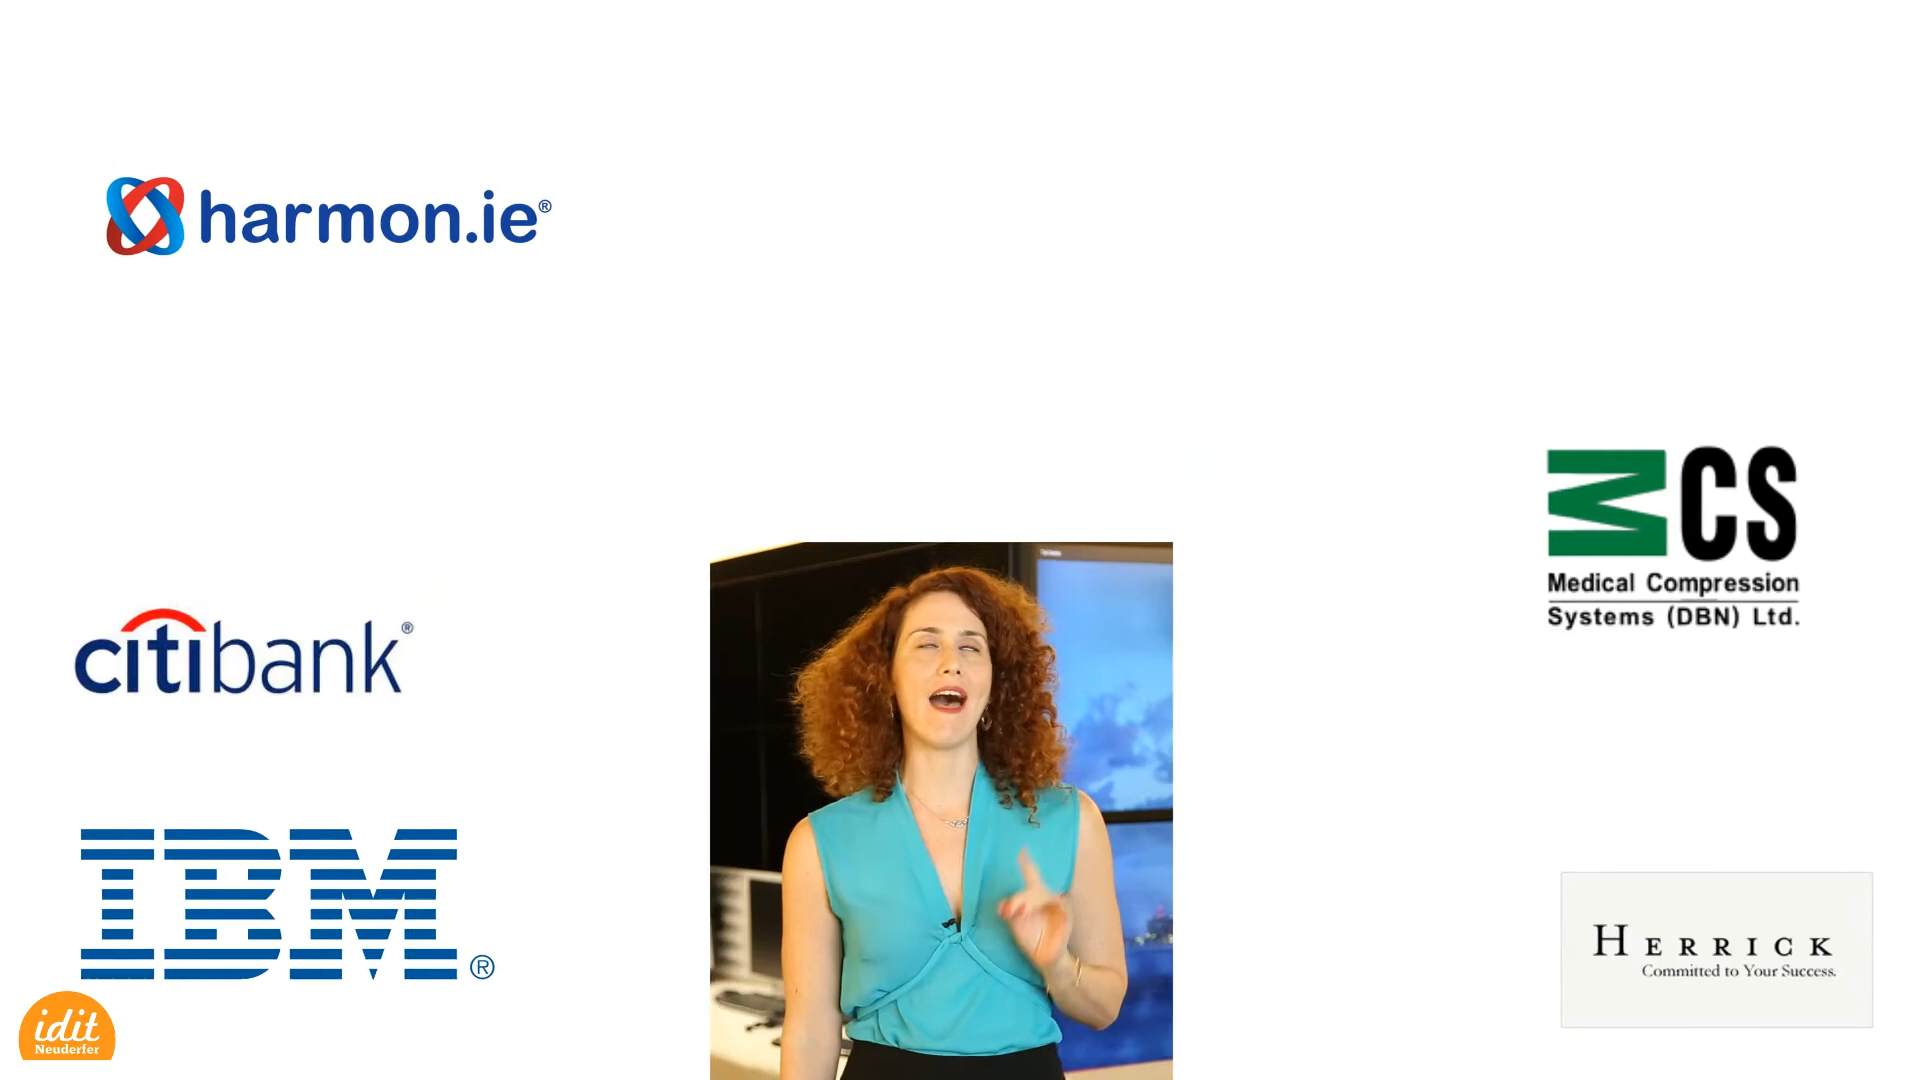 harmon.ie®
MCS
Medical Compression
Systems (DBN) Ltd.
citibank®
IBM®
HERRICK
Committed to Your Success.
idit
Neuderfer